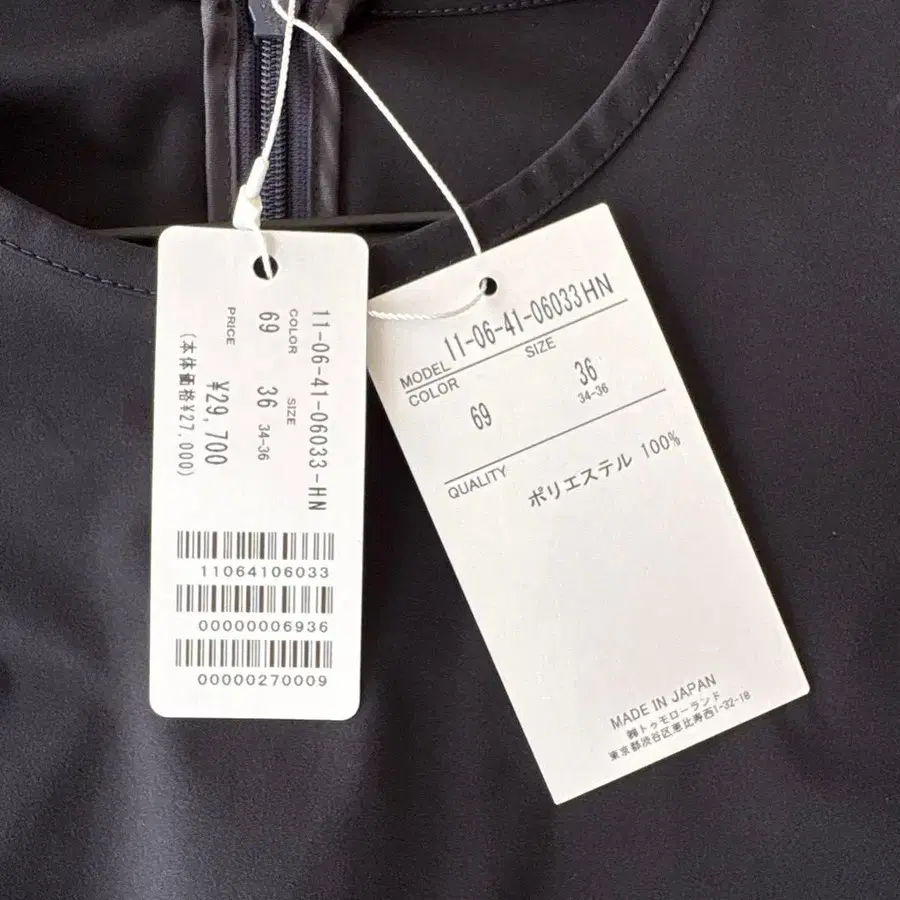 11-06-41-06033-HN
COLOR SIZE
69 36 34-36
PRICE ¥29,700
(本体価格¥27,000)
11064106033
00000006936
00000270009
MODEL 11-06-41-06033HN
COLOR SIZE
69 36
34-36
QUALITY
ポリエステル 100%
MADE IN JAPAN
㈱トゥモローランド
東京都渋谷区恵比寿西1-32-18